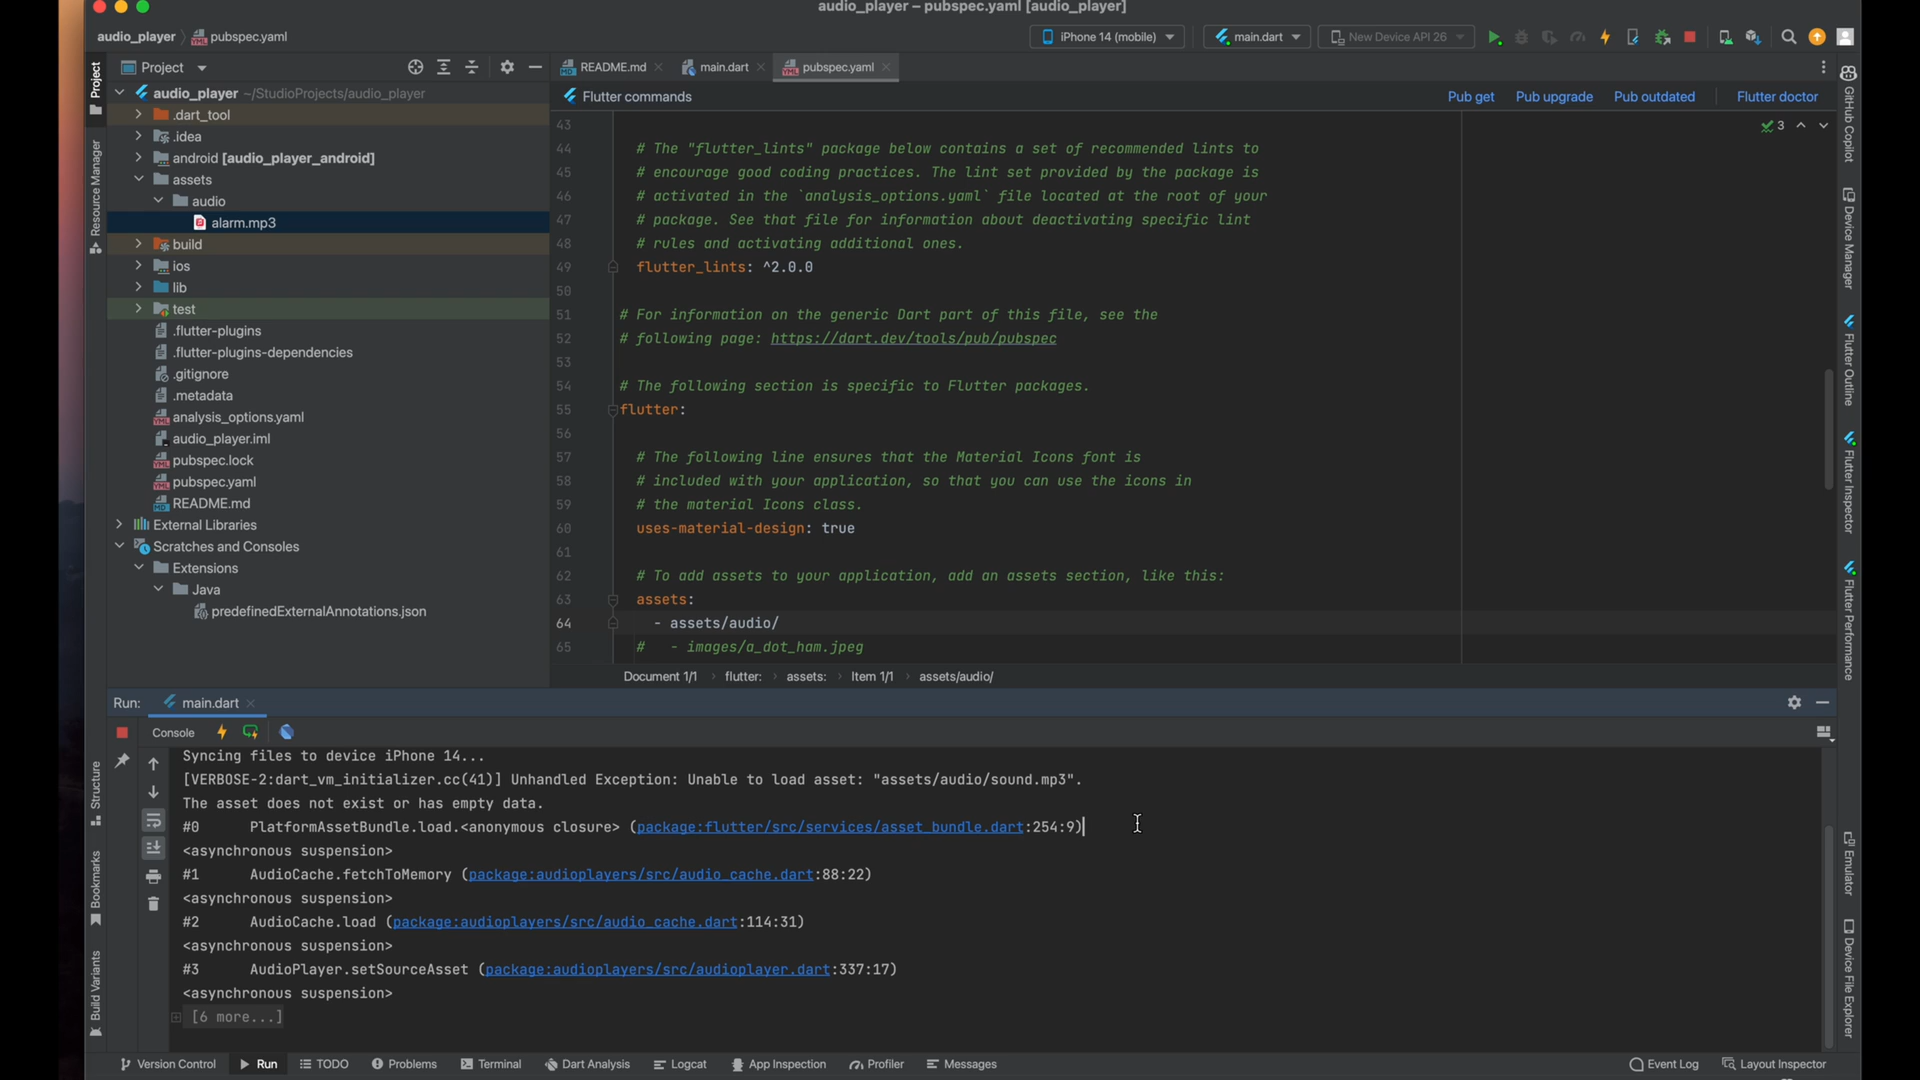 audio_player – pubspec.yaml [audio_player]
audio_player
pubspec.yaml
iPhone 14 (mobile)
main.dart
New Device API 26
Project
README.md
main.dart
pubspec.yaml
Flutter commands
Pub get
Pub upgrade
Pub outdated
Flutter doctor
Project
Resource Manager
Structure
Bookmarks
Build Variants
audio_player ~/StudioProjects/audio_player
.dart_tool
.idea
android [audio_player_android]
assets
audio
alarm.mp3
build
ios
lib
test
.flutter-plugins
.flutter-plugins-dependencies
.gitignore
.metadata
analysis_options.yaml
audio_player.iml
pubspec.lock
pubspec.yaml
README.md
External Libraries
Scratches and Consoles
Extensions
Java
predefinedExternalAnnotations.json
3
43
44 # The "flutter_lints" package below contains a set of recommended lints to
45 # encourage good coding practices. The lint set provided by the package is
46 # activated in the `analysis_options.yaml` file located at the root of your
47 # package. See that file for information about deactivating specific lint
48 # rules and activating additional ones.
49 flutter_lints: ^2.0.0
50
51 # For information on the generic Dart part of this file, see the
52 # following page: https://dart.dev/tools/pub/pubspec
53
54 # The following section is specific to Flutter packages.
55 flutter:
56
57 # The following line ensures that the Material Icons font is
58 # included with your application, so that you can use the icons in
59 # the material Icons class.
60 uses-material-design: true
61
62 # To add assets to your application, add an assets section, like this:
63 assets:
64 - assets/audio/
65 # - images/a_dot_ham.jpeg
Document 1/1 › flutter: › assets: › Item 1/1 › assets/audio/
GitHub Copilot
Device Manager
Flutter Outline
Flutter Inspector
Flutter Performance
Emulator
Device File Explorer
Run:
main.dart
Console
Syncing files to device iPhone 14...
[VERBOSE-2:dart_vm_initializer.cc(41)] Unhandled Exception: Unable to load asset: "assets/audio/sound.mp3".
The asset does not exist or has empty data.
#0 PlatformAssetBundle.load.<anonymous closure> (package:flutter/src/services/asset_bundle.dart:254:9)
<asynchronous suspension>
#1 AudioCache.fetchToMemory (package:audioplayers/src/audio_cache.dart:88:22)
<asynchronous suspension>
#2 AudioCache.load (package:audioplayers/src/audio_cache.dart:114:31)
<asynchronous suspension>
#3 AudioPlayer.setSourceAsset (package:audioplayers/src/audioplayer.dart:337:17)
<asynchronous suspension>
[6 more...]
Version Control
Run
TODO
Problems
Terminal
Dart Analysis
Logcat
App Inspection
Profiler
Messages
Event Log
Layout Inspector